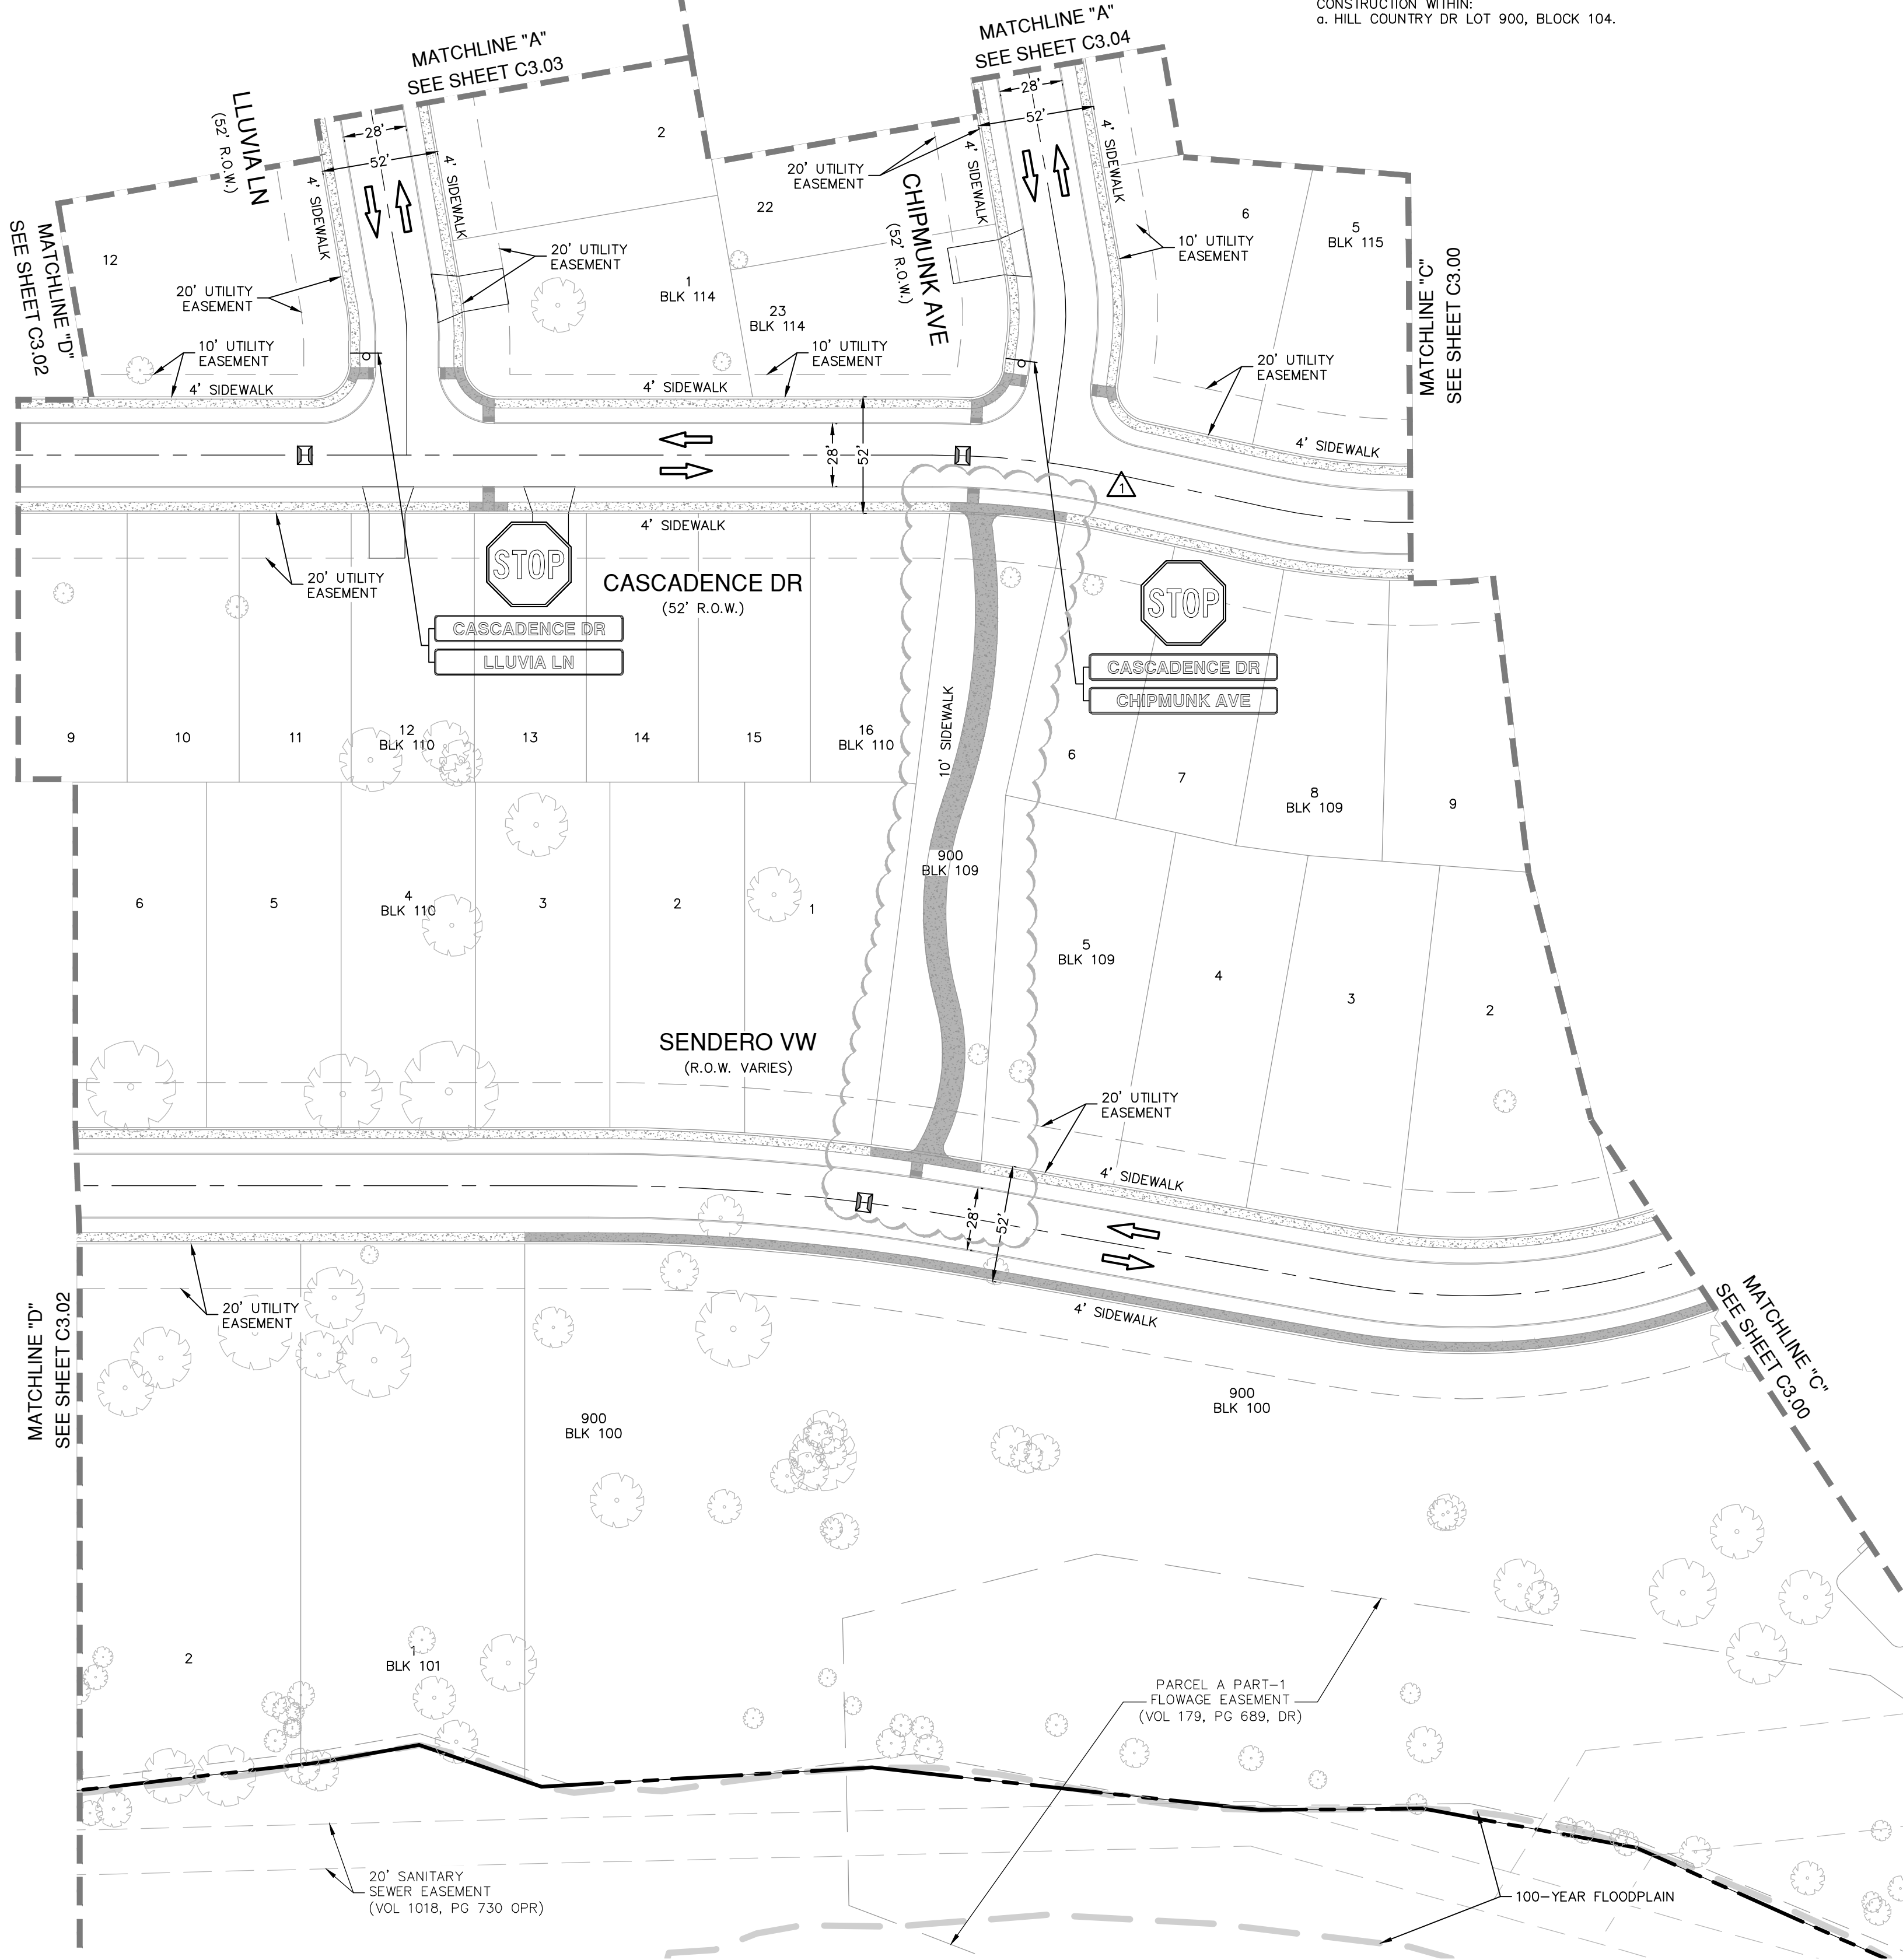 CONSTRUCTION WITHIN:
a. HILL COUNTRY DR LOT 900, BLOCK 104.
MATCHLINE "A"
SEE SHEET C3.03
MATCHLINE "A"
SEE SHEET C3.04
LLUVIA LN
(52' R.O.W.)
28'
52'
4' SIDEWALK
4' SIDEWALK
2
20' UTILITY
EASEMENT
28'
52'
4' SIDEWALK
4' SIDEWALK
CHIPMUNK AVE
(52' R.O.W.)
22
6
5
BLK 115
10' UTILITY
EASEMENT
MATCHLINE "D"
SEE SHEET C3.02
12
20' UTILITY
EASEMENT
20' UTILITY
EASEMENT
1
BLK 114
23
BLK 114
MATCHLINE "C"
SEE SHEET C3.00
10' UTILITY
EASEMENT
10' UTILITY
EASEMENT
20' UTILITY
EASEMENT
4' SIDEWALK
4' SIDEWALK
4' SIDEWALK
28'
52'
1
4' SIDEWALK
20' UTILITY
EASEMENT
STOP
CASCADENCE DR
(52' R.O.W.)
CASCADENCE DR
LLUVIA LN
STOP
CASCADENCE DR
CHIPMUNK AVE
10' SIDEWALK
9
10
11
12
BLK 110
13
14
15
16
BLK 110
6
7
8
BLK 109
9
900
BLK 109
6
5
4
BLK 110
3
2
1
5
BLK 109
4
3
2
SENDERO VW
(R.O.W. VARIES)
20' UTILITY
EASEMENT
4' SIDEWALK
28'
52'
20' UTILITY
EASEMENT
4' SIDEWALK
MATCHLINE "D"
SEE SHEET C3.02
MATCHLINE "C"
SEE SHEET C3.00
900
BLK 100
900
BLK 100
2
1
BLK 101
PARCEL A PART-1
FLOWAGE EASEMENT
(VOL 179, PG 689, DR)
20' SANITARY
SEWER EASEMENT
(VOL 1018, PG 730 OPR)
100-YEAR FLOODPLAIN